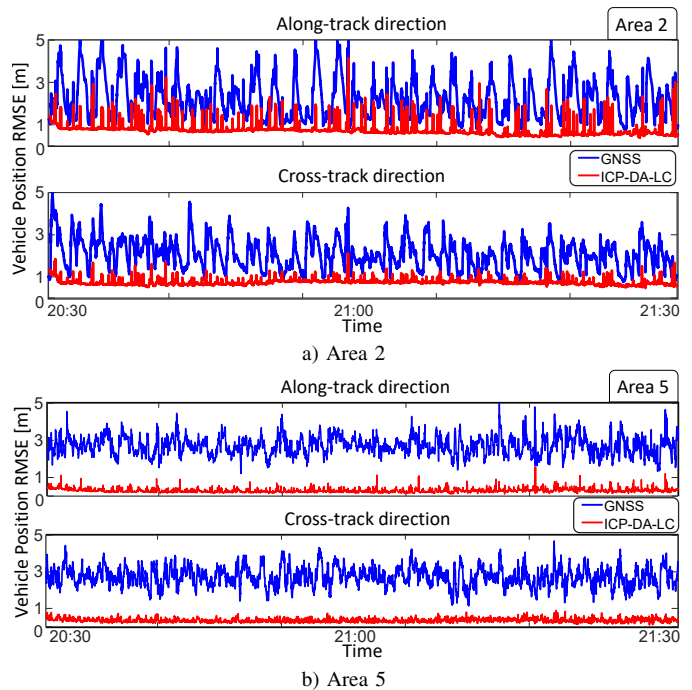 Along-track direction
Area 2
5
3
1
0
GNSS
ICP-DA-LC
Cross-track direction
5
3
1
0
Vehicle Position RMSE [m]
20:30
21:00
21:30
Time
a) Area 2
Along-track direction
Area 5
5
3
1
0
GNSS
ICP-DA-LC
Cross-track direction
5
3
1
0
Vehicle Position RMSE [m]
20:30
21:00
21:30
Time
b) Area 5